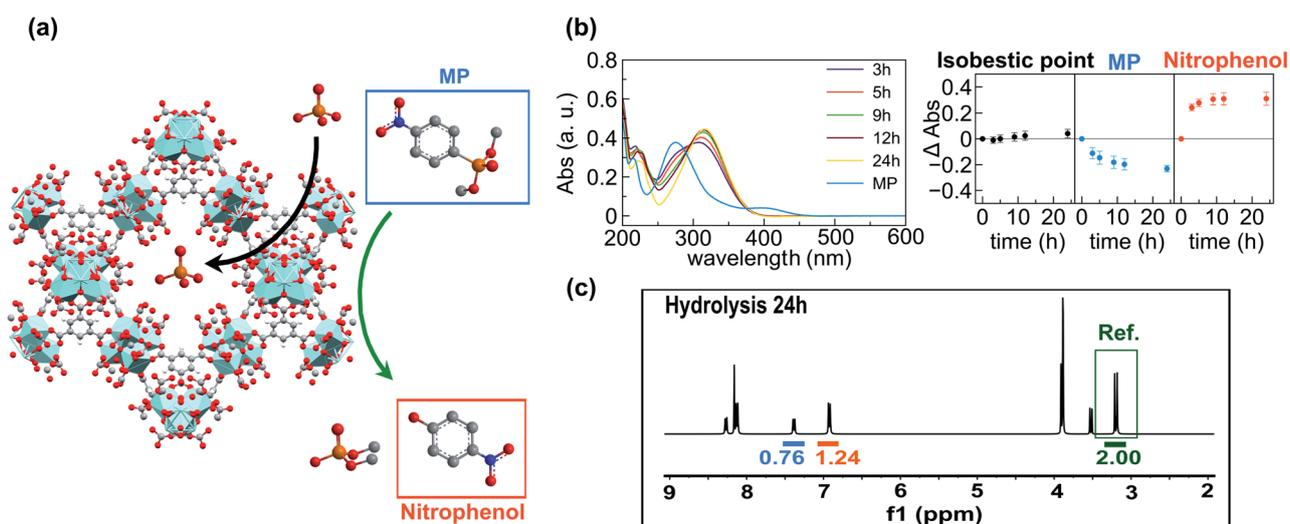 (a)
MP
Nitrophenol
(b)
0.8
0.6
0.4
0.2
0
Abs (a. u.)
200 300 400 500 600
wavelength (nm)
3h
5h
9h
12h
24h
MP
Isobestic point MP Nitrophenol
0.4
0.2
0
−0.2
−0.4
Δ Abs
0 10 20 0 10 20 0 10 20
time (h) time (h) time (h)
(c)
Hydrolysis 24h
Ref.
0.76 1.24 2.00
9 8 7 6 5 4 3 2
f1 (ppm)